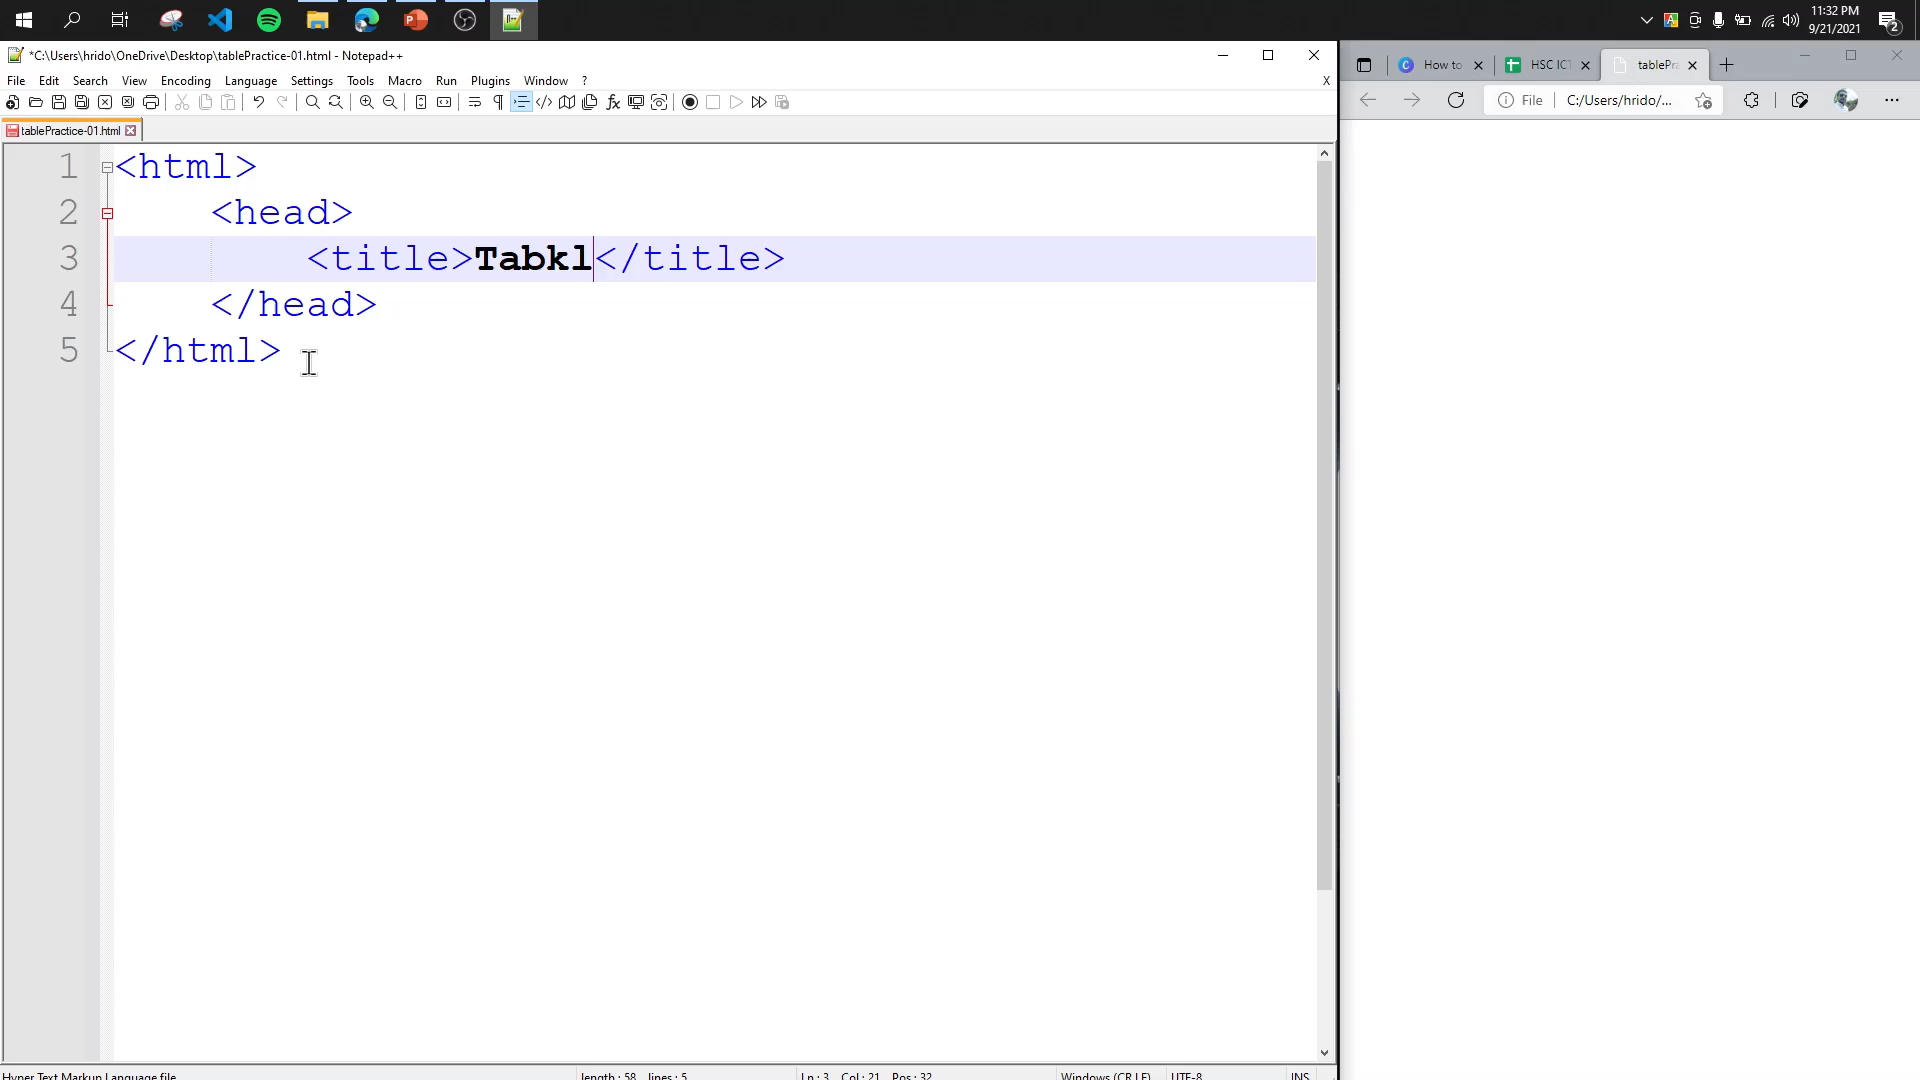 11:32 PM
9/21/2021
2
*C:\Users\hrido\OneDrive\Desktop\tablePractice-01.html - Notepad++
File Edit Search View Encoding Language Settings Tools Macro Run Plugins Window ? X
How to
HSC ICT
tablePra
File C:/Users/hrido/...
tablePractice-01.html
1 <html>
2 <head>
3 <title>Tabkl</title>
4 </head>
5 </html>
Hyper Text Markup Language file length : 58 lines : 5 Ln : 3 Col : 21 Pos : 32 Windows (CR LF) UTF-8 INS